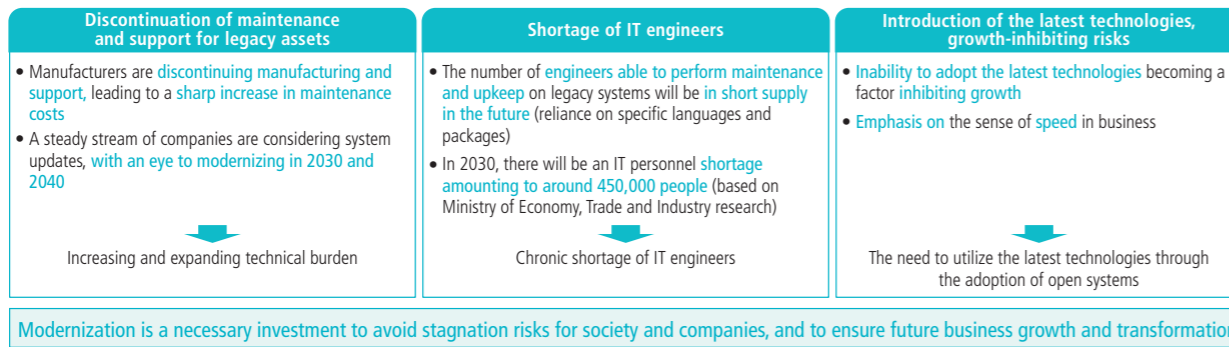 Discontinuation of maintenance
and support for legacy assets
• Manufacturers are discontinuing manufacturing and
support, leading to a sharp increase in maintenance
costs
• A steady stream of companies are considering system
updates, with an eye to modernizing in 2030 and
2040
Increasing and expanding technical burden
Shortage of IT engineers
• The number of engineers able to perform maintenance
and upkeep on legacy systems will be in short supply
in the future (reliance on specific languages and
packages)
• In 2030, there will be an IT personnel shortage
amounting to around 450,000 people (based on
Ministry of Economy, Trade and Industry research)
Chronic shortage of IT engineers
Introduction of the latest technologies,
growth-inhibiting risks
• Inability to adopt the latest technologies becoming a
factor inhibiting growth
• Emphasis on the sense of speed in business
The need to utilize the latest technologies through
the adoption of open systems
Modernization is a necessary investment to avoid stagnation risks for society and companies, and to ensure future business growth and transformation